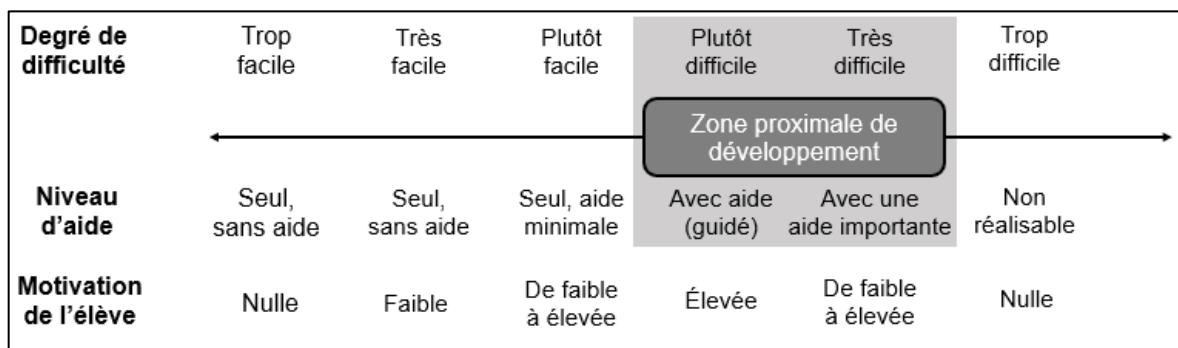 Degré de difficulté
Trop facile
Très facile
Plutôt facile
Plutôt difficile
Très difficile
Trop difficile
Zone proximale de développement
Niveau d’aide
Seul, sans aide
Seul, sans aide
Seul, aide minimale
Avec aide (guidé)
Avec une aide importante
Non réalisable
Motivation de l’élève
Nulle
Faible
De faible à élevée
Élevée
De faible à élevée
Nulle